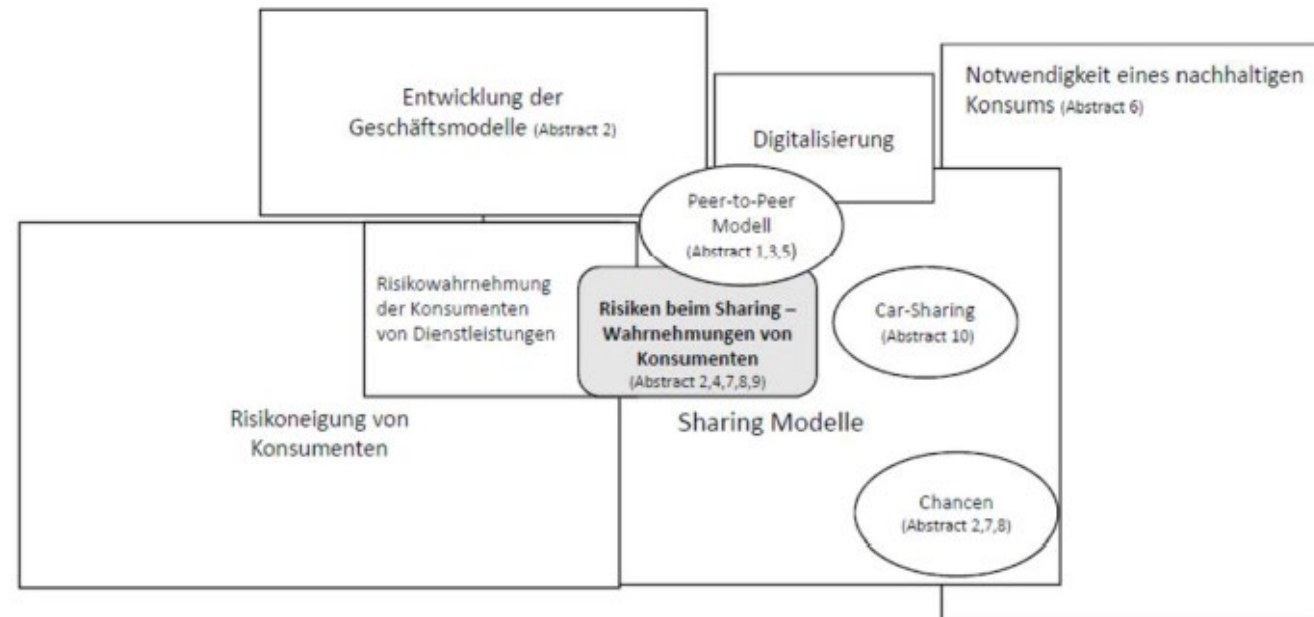 Entwicklung der
Geschäftsmodelle (Abstract 2)
Digitalisierung
Notwendigkeit eines nachhaltigen
Konsums (Abstract 6)
Peer-to-Peer
Modell
(Abstract 1,3,5)
Risikowahrnehmung
der Konsumenten
von Dienstleistungen
Risiken beim Sharing –
Wahrnehmungen von
Konsumenten
(Abstract 2,4,7,8,9)
Car-Sharing
(Abstract 10)
Risikoneigung von
Konsumenten
Sharing Modelle
Chancen
(Abstract 2,7,8)